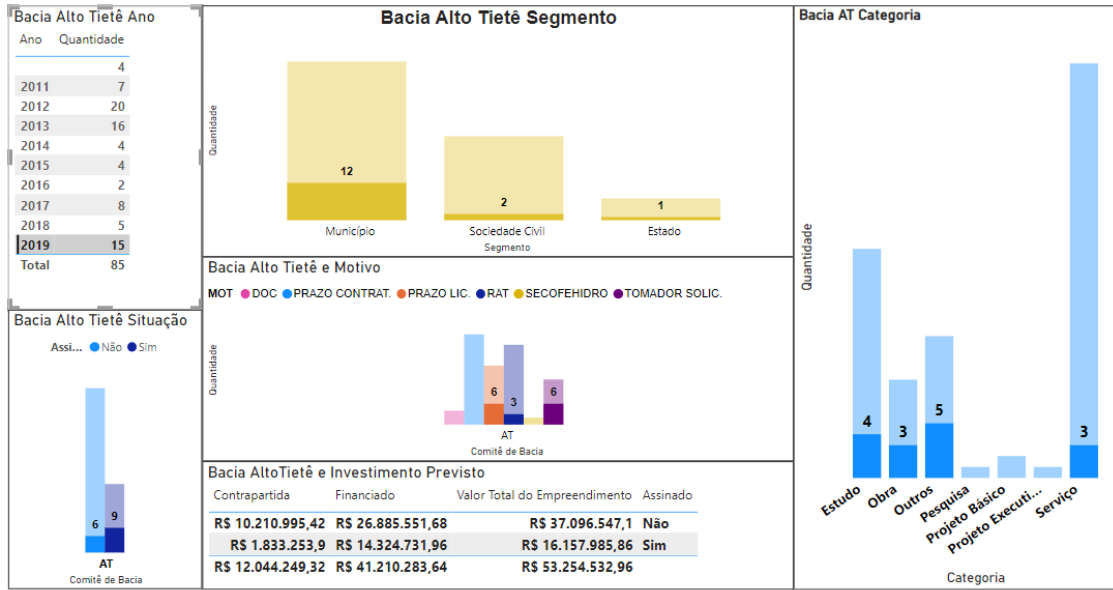 Bacia Alto Tietê Ano
Ano Quantidade
4
2011 7
2012 20
2013 16
2014 4
2015 4
2016 2
2017 8
2018 5
2019 15
Total 85
Bacia Alto Tietê Situação
Assi... Não Sim
6 9
AT
Comitê de Bacia
Bacia Alto Tietê Segmento
Quantidade
12
2
1
Município Sociedade Civil Estado
Segmento
Bacia Alto Tietê e Motivo
MOT DOC PRAZO CONTRAT. PRAZO LIC. RAT SECOFEHIDRO TOMADOR SOLIC.
Quantidade
6 3 6
AT
Comitê de Bacia
Bacia AltoTietê e Investimento Previsto
Contrapartida Financiado Valor Total do Empreendimento Assinado
R$ 10.210.995,42 R$ 26.885.551,68 R$ 37.096.547,1 Não
R$ 1.833.253,9 R$ 14.324.731,96 R$ 16.157.985,86 Sim
R$ 12.044.249,32 R$ 41.210.283,64 R$ 53.254.532,96
Bacia AT Categoria
Quantidade
4 3 5 3
Estudo Obra Outros Pesquisa Projeto Básico Projeto Executi... Serviço
Categoria